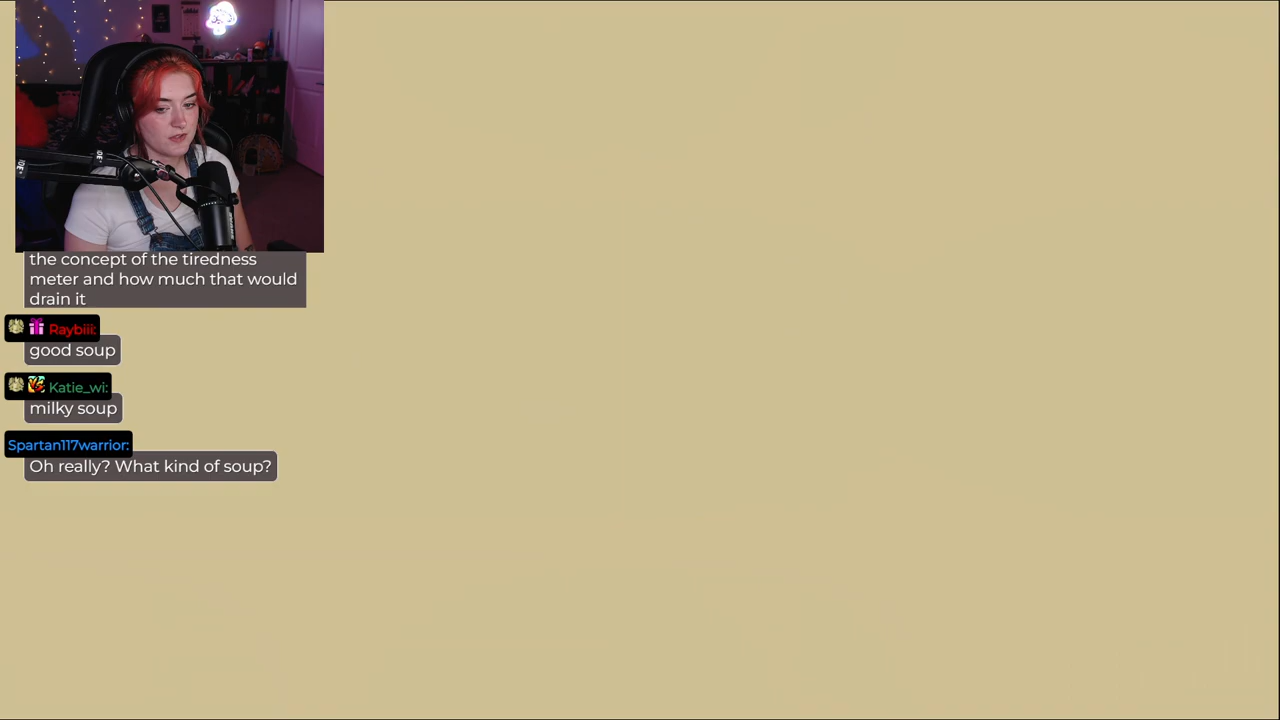 the concept of the tiredness
meter and how much that would
drain it
Raybiii:
good soup
Katie_wi:
milky soup
Spartan117warrior:
Oh really? What kind of soup?